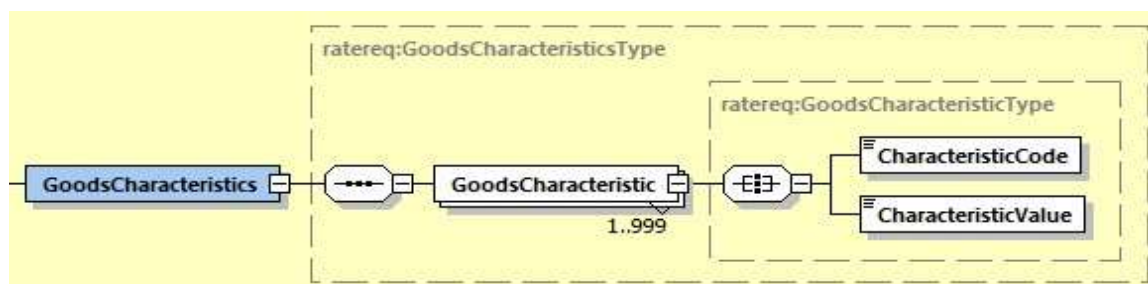 ratereq:GoodsCharacteristicsType
ratereq:GoodsCharacteristicType
GoodsCharacteristics
GoodsCharacteristic
1..999
CharacteristicCode
CharacteristicValue